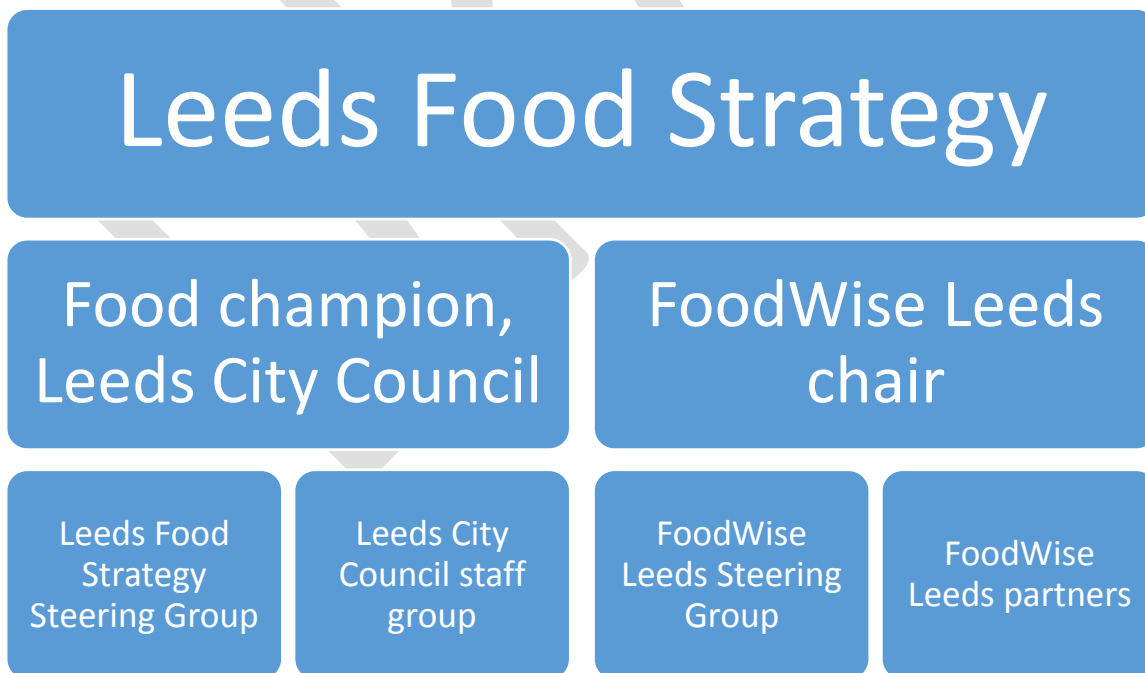 Leeds Food Strategy
Food champion,
Leeds City Council
FoodWise Leeds
chair
Leeds Food
Strategy
Steering Group
Leeds City
Council staff
group
FoodWise
Leeds Steering
Group
FoodWise
Leeds partners